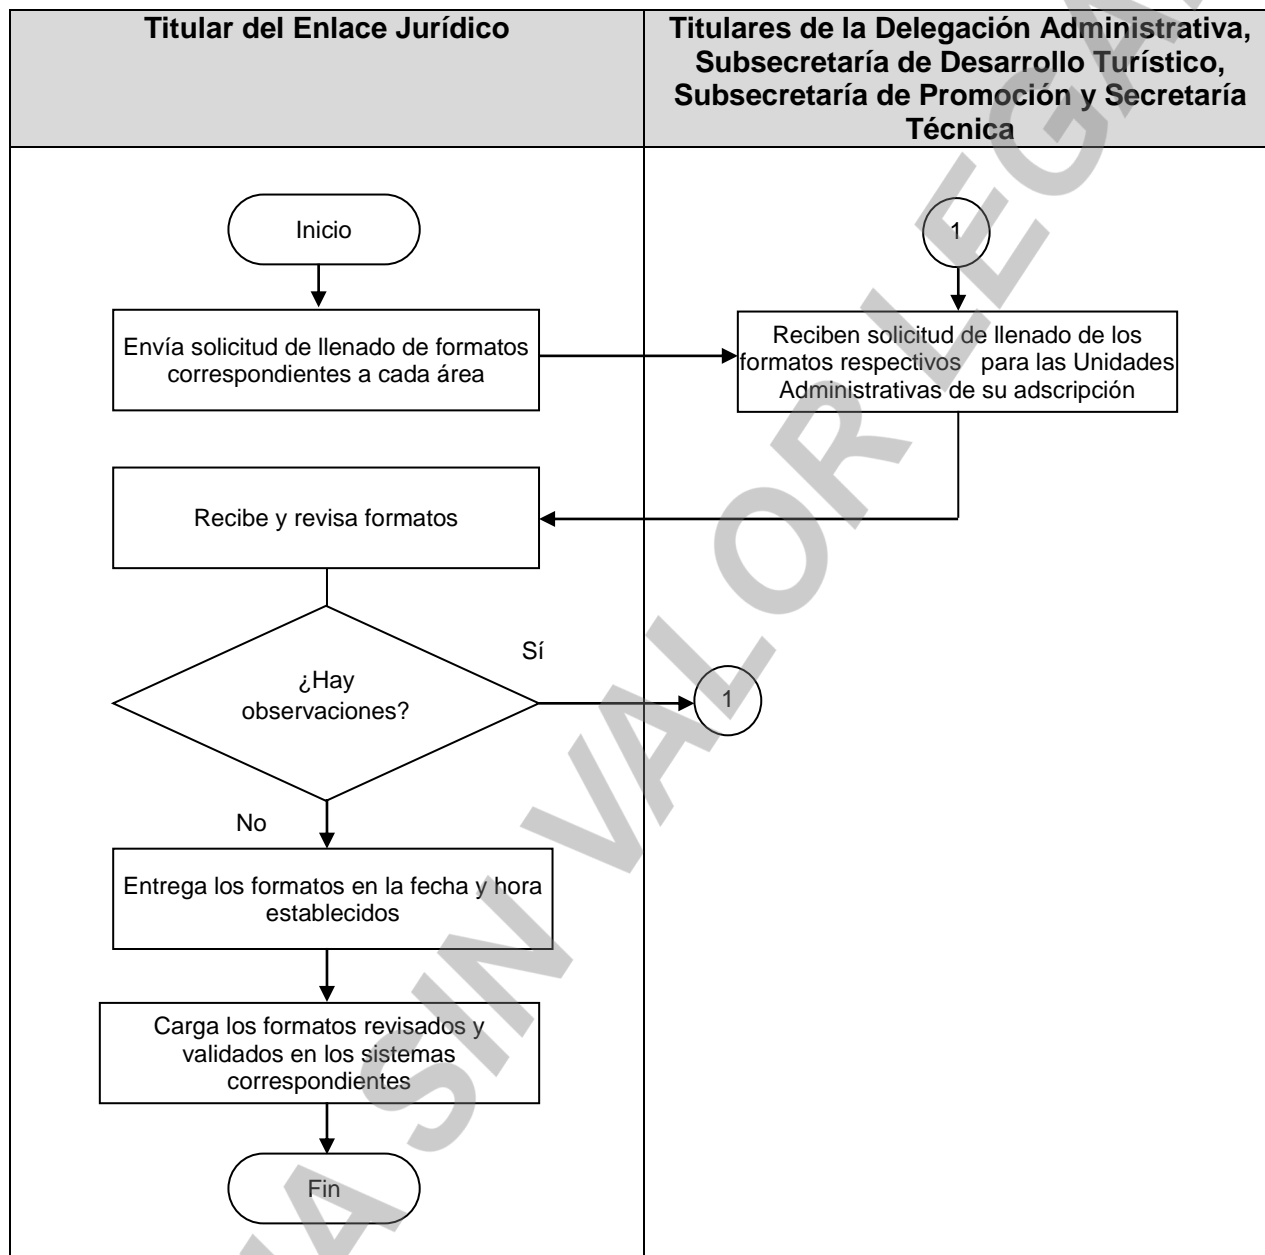 Titular del Enlace Jurídico
Titulares de la Delegación Administrativa,
Subsecretaría de Desarrollo Turístico,
Subsecretaría de Promoción y Secretaría
Técnica
Inicio
1
Envía solicitud de llenado de formatos
correspondientes a cada área
Reciben solicitud de llenado de los
formatos respectivos para las Unidades
Administrativas de su adscripción
Recibe y revisa formatos
¿Hay
observaciones?
Sí
1
No
Entrega los formatos en la fecha y hora
establecidos
Carga los formatos revisados y
validados en los sistemas
correspondientes
Fin
SIN VALOR LEGAL